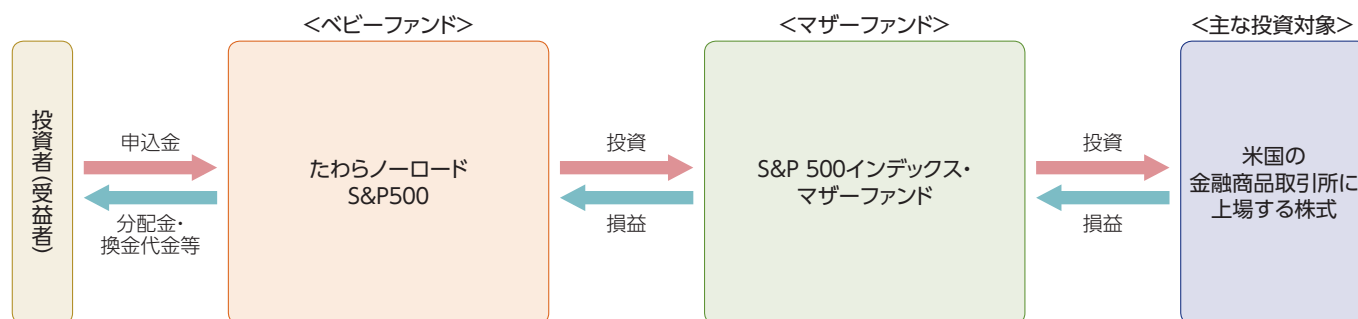 <ベビーファンド>
<マザーファンド>
<主な投資対象>
投資者(受益者)
申込金
分配金・
換金代金等
たわらノーロード
S&P500
投資
損益
S&P 500インデックス・
マザーファンド
投資
損益
米国の
金融商品取引所に
上場する株式